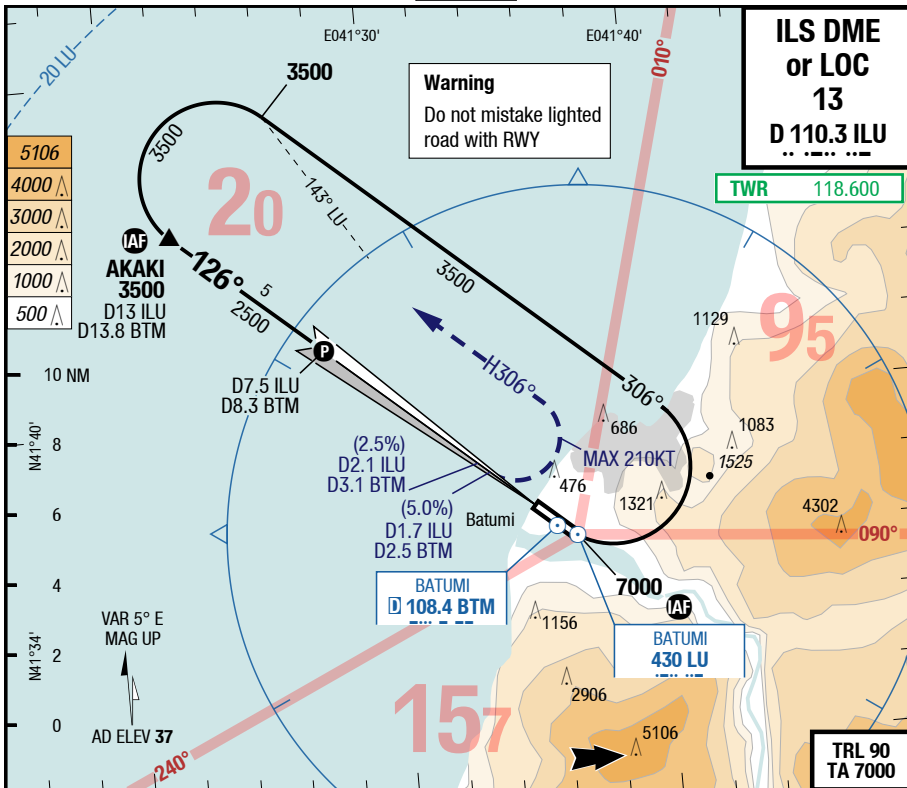 E041°30'
E041°40'
20 LU
3500
010°
Warning
Do not mistake lighted
road with RWY
ILS DME
or LOC
13
D 110.3 ILU
TWR 118.600
5106
4000
3000
2000
1000
500
3500
20
143° LU
3500
IAF
AKAKI
3500
D13 ILU
D13.8 BTM
126°
5
2500
P
D7.5 ILU
D8.3 BTM
H306°
306°
1129
95
10 NM
N41°40'
8
6
4
N41°34'
2
0
686
1083
1525
MAX 210KT
476
1321
4302
(2.5%)
D2.1 ILU
D3.1 BTM
(5.0%)
D1.7 ILU
D2.5 BTM
Batumi
090°
7000
IAF
BATUMI
D 108.4 BTM
BATUMI
430 LU
1156
2906
157
5106
VAR 5° E
MAG UP
AD ELEV 37
240°
TRL 90
TA 7000